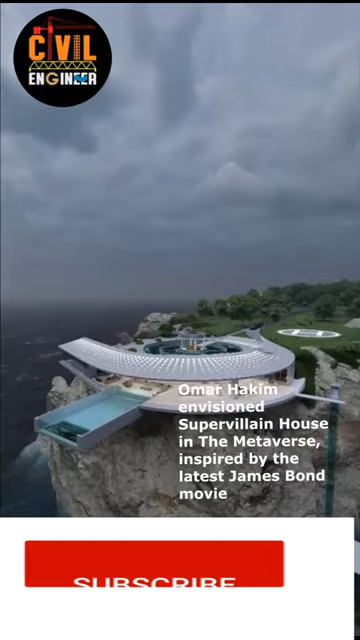 CIVIL
ENGINEER
Omar Hakim
envisioned
Supervillain House
in The Metaverse,
inspired by the
latest James Bond
movie
H
SUBSCRIBE